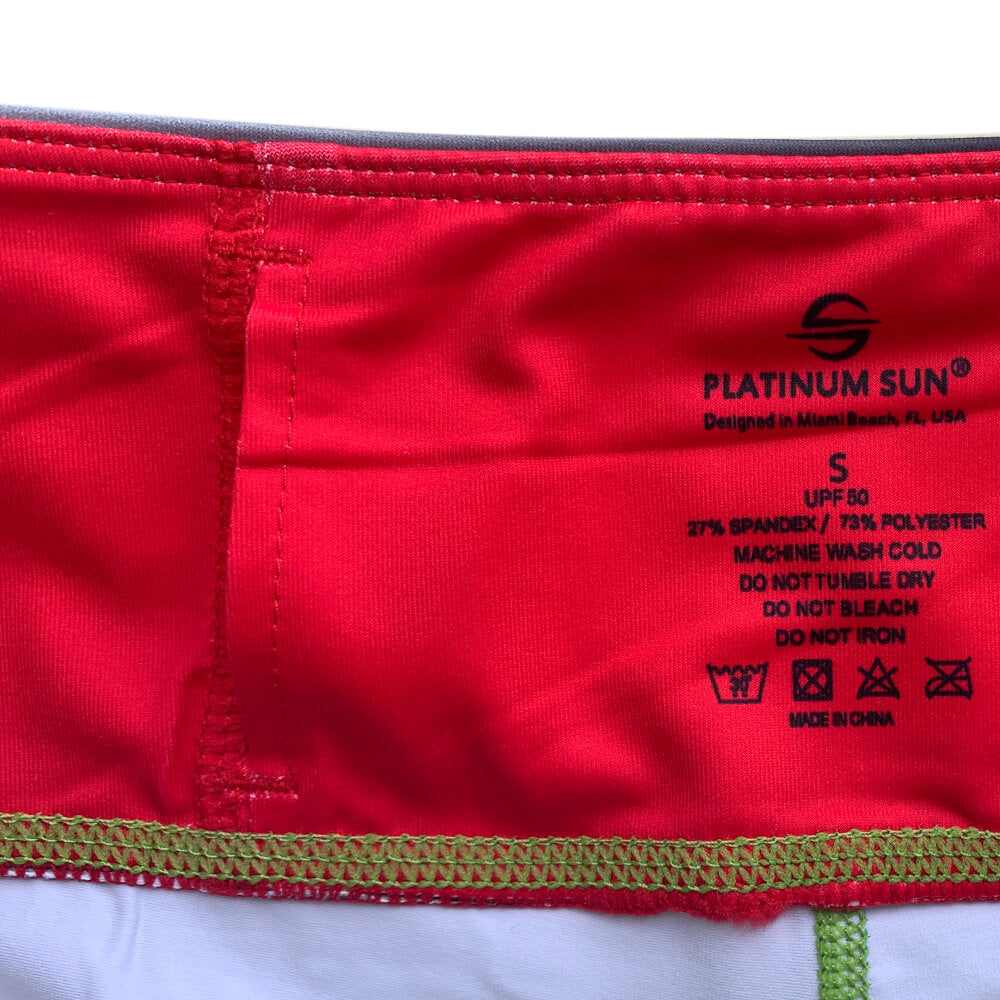 PLATINUM SUN®
Designed in Miami Beach, FL, USA
S
UPF 50
27% SPANDEX / 73% POLYESTER
MACHINE WASH COLD
DO NOT TUMBLE DRY
DO NOT BLEACH
DO NOT IRON
30
MADE IN CHINA